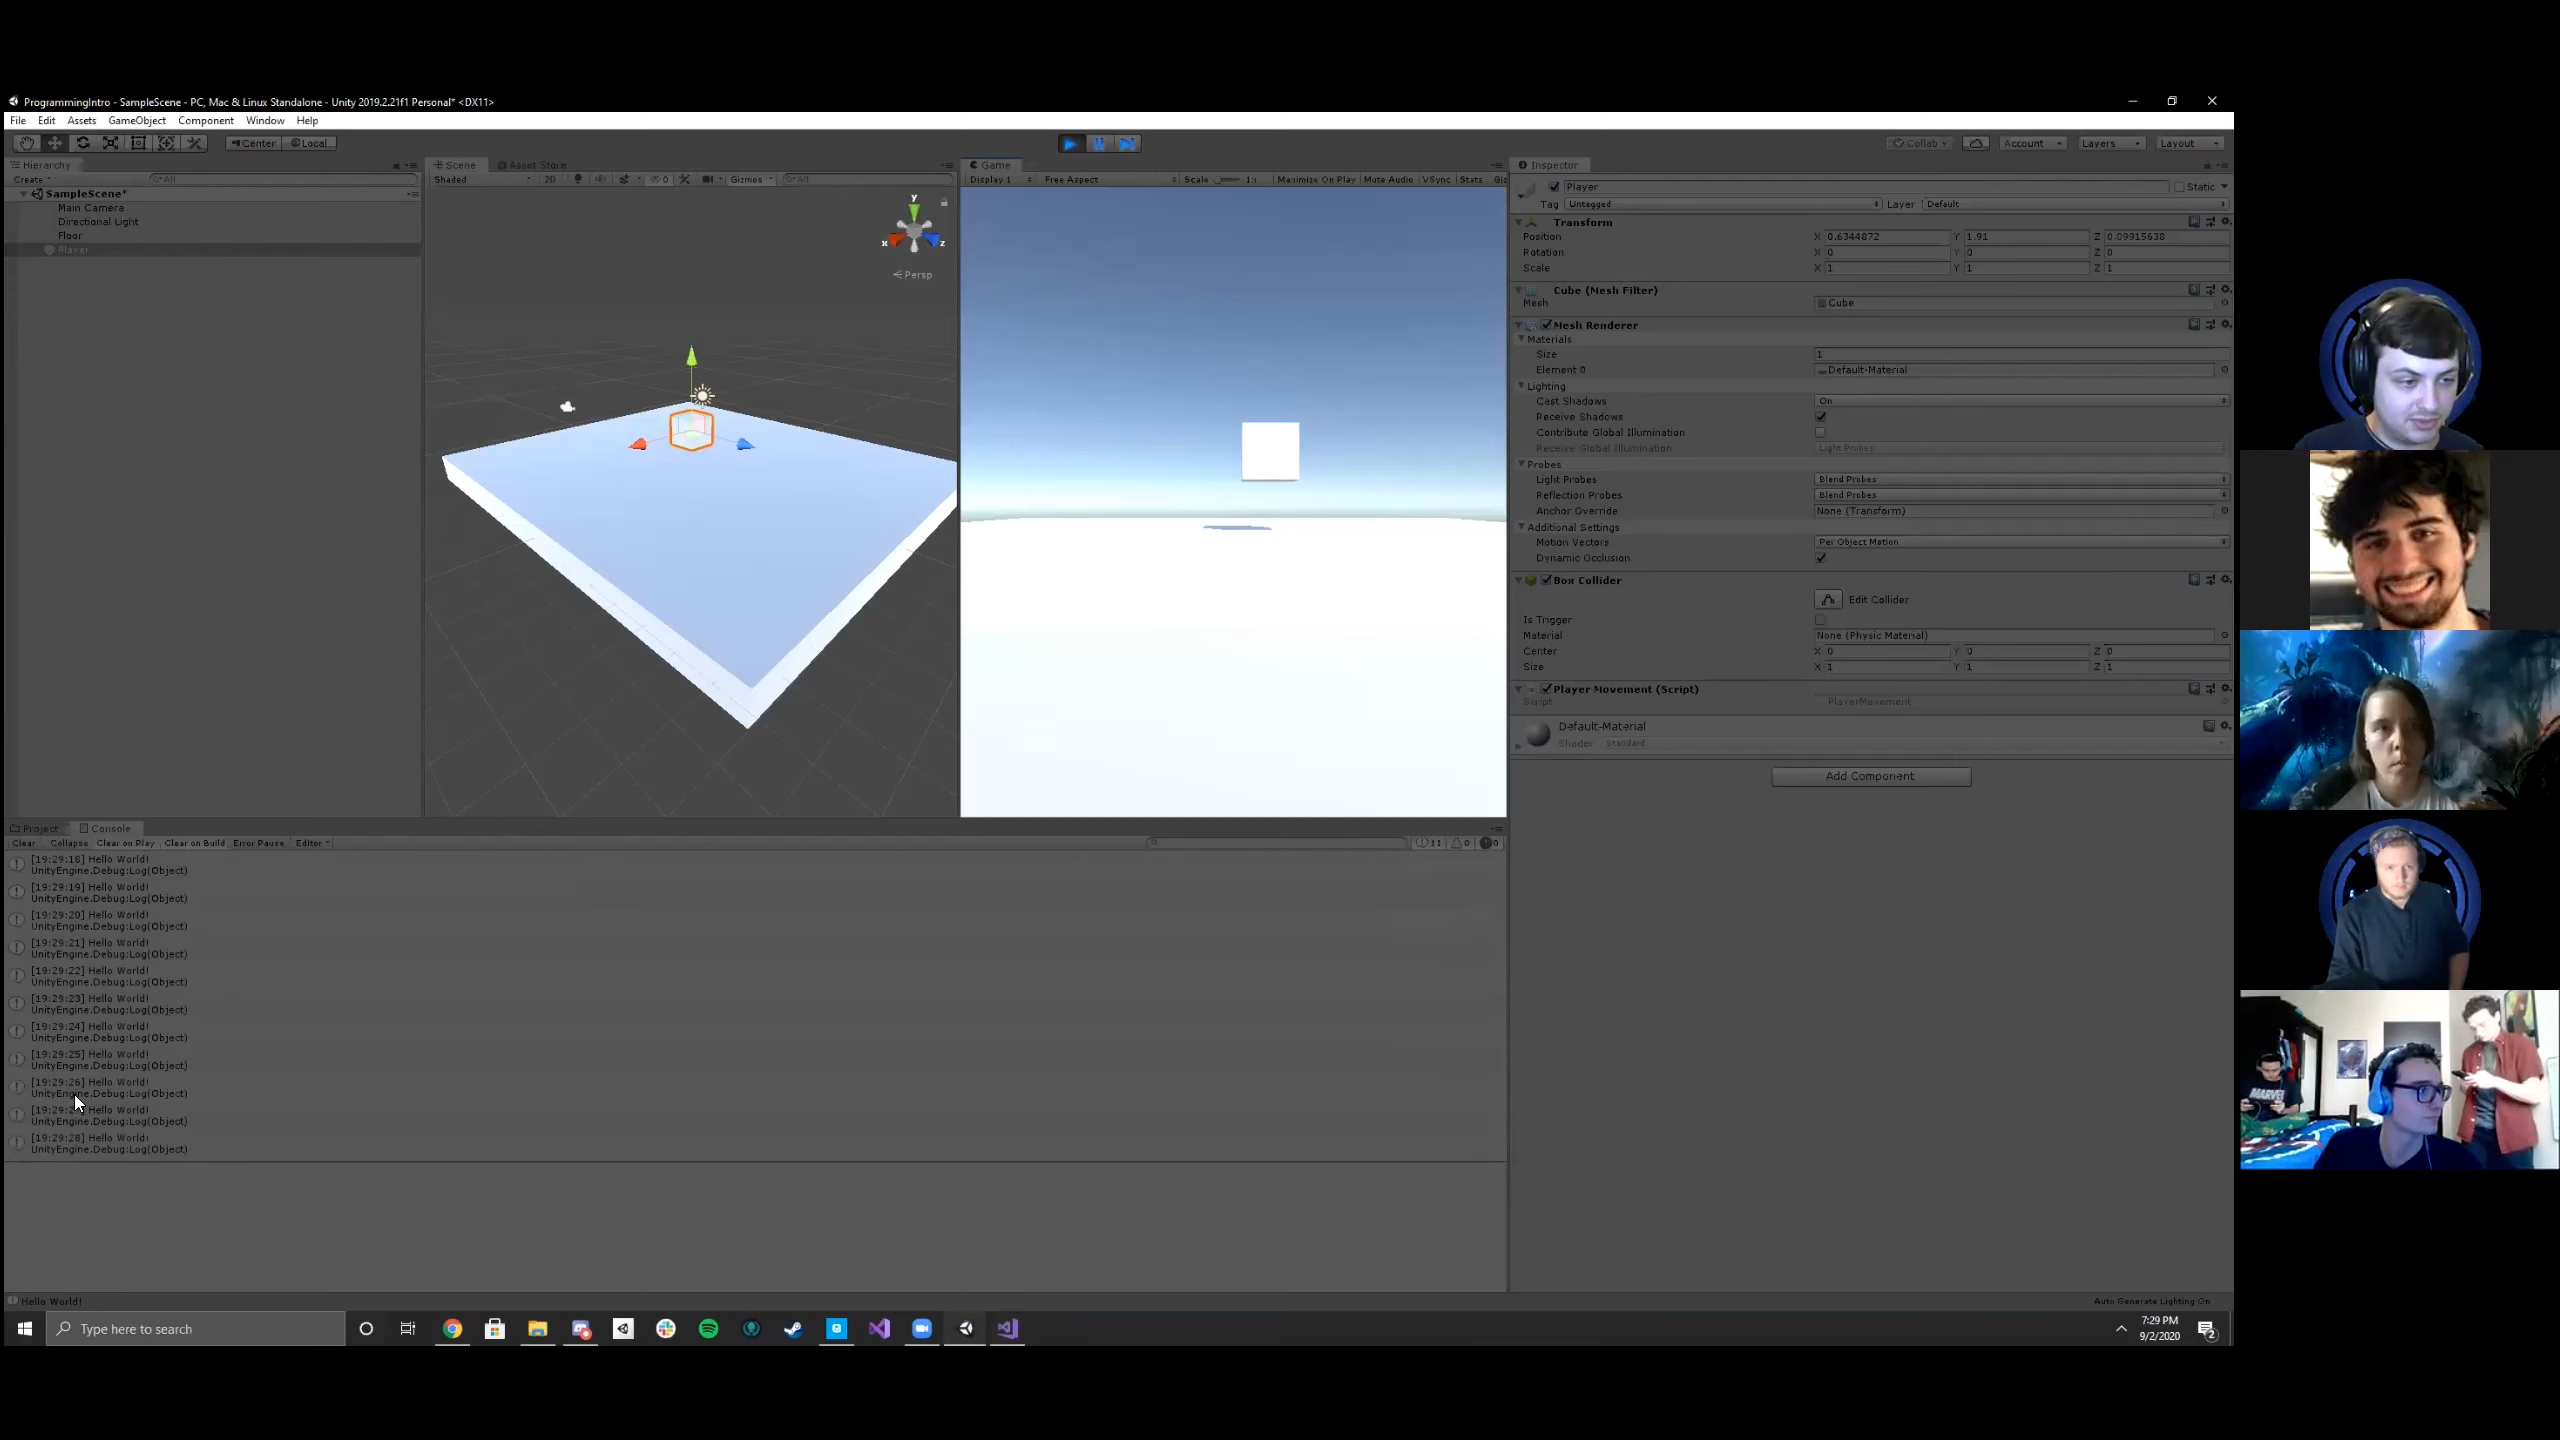 ProgrammingIntro - SampleScene - PC, Mac & Linux Standalone - Unity 2019.2.21f1 Personal* <DX11>
File Edit Assets GameObject Component Window Help
Center Local
Collab Account Layers Layout
Hierarchy
Create All
SampleScene*
Main Camera
Directional Light
Floor
Player
Scene Asset Store
Shaded 2D 0 Gizmos All
y
x z
Persp
Game
Display 1 Free Aspect Scale 1x Maximize On Play Mute Audio VSync Stats Giz
Inspector
Player Static
Tag Untagged Layer Default
Transform
Position X 0.6344872 Y 1.91 Z 0.09915638
Rotation X 0 Y 0 Z 0
Scale X 1 Y 1 Z 1
Cube (Mesh Filter)
Mesh Cube
Mesh Renderer
Materials
Size 1
Element 0 Default-Material
Lighting
Cast Shadows On
Receive Shadows
Contribute Global Illumination
Receive Global Illumination Light Probes
Probes
Light Probes Blend Probes
Reflection Probes Blend Probes
Anchor Override None (Transform)
Additional Settings
Motion Vectors Per Object Motion
Dynamic Occlusion
Box Collider
Edit Collider
Is Trigger
Material None (Physic Material)
Center X 0 Y 0 Z 0
Size X 1 Y 1 Z 1
Player Movement (Script)
Script PlayerMovement
Default-Material
Shader Standard
Add Component
Project Console
Clear Collapse Clear on Play Clear on Build Error Pause Editor 11 0 0
[19:29:18] Hello World!
UnityEngine.Debug:Log(Object)
[19:29:19] Hello World!
UnityEngine.Debug:Log(Object)
[19:29:20] Hello World!
UnityEngine.Debug:Log(Object)
[19:29:21] Hello World!
UnityEngine.Debug:Log(Object)
[19:29:22] Hello World!
UnityEngine.Debug:Log(Object)
[19:29:23] Hello World!
UnityEngine.Debug:Log(Object)
[19:29:24] Hello World!
UnityEngine.Debug:Log(Object)
[19:29:25] Hello World!
UnityEngine.Debug:Log(Object)
[19:29:26] Hello World!
UnityEngine.Debug:Log(Object)
Hello World!
UnityEngine.Debug:Log(Object)
[19:29:28] Hello World!
UnityEngine.Debug:Log(Object)
Hello World!
Auto Generate Lighting On
Type here to search
7:29 PM
9/2/2020
2
MARVEL